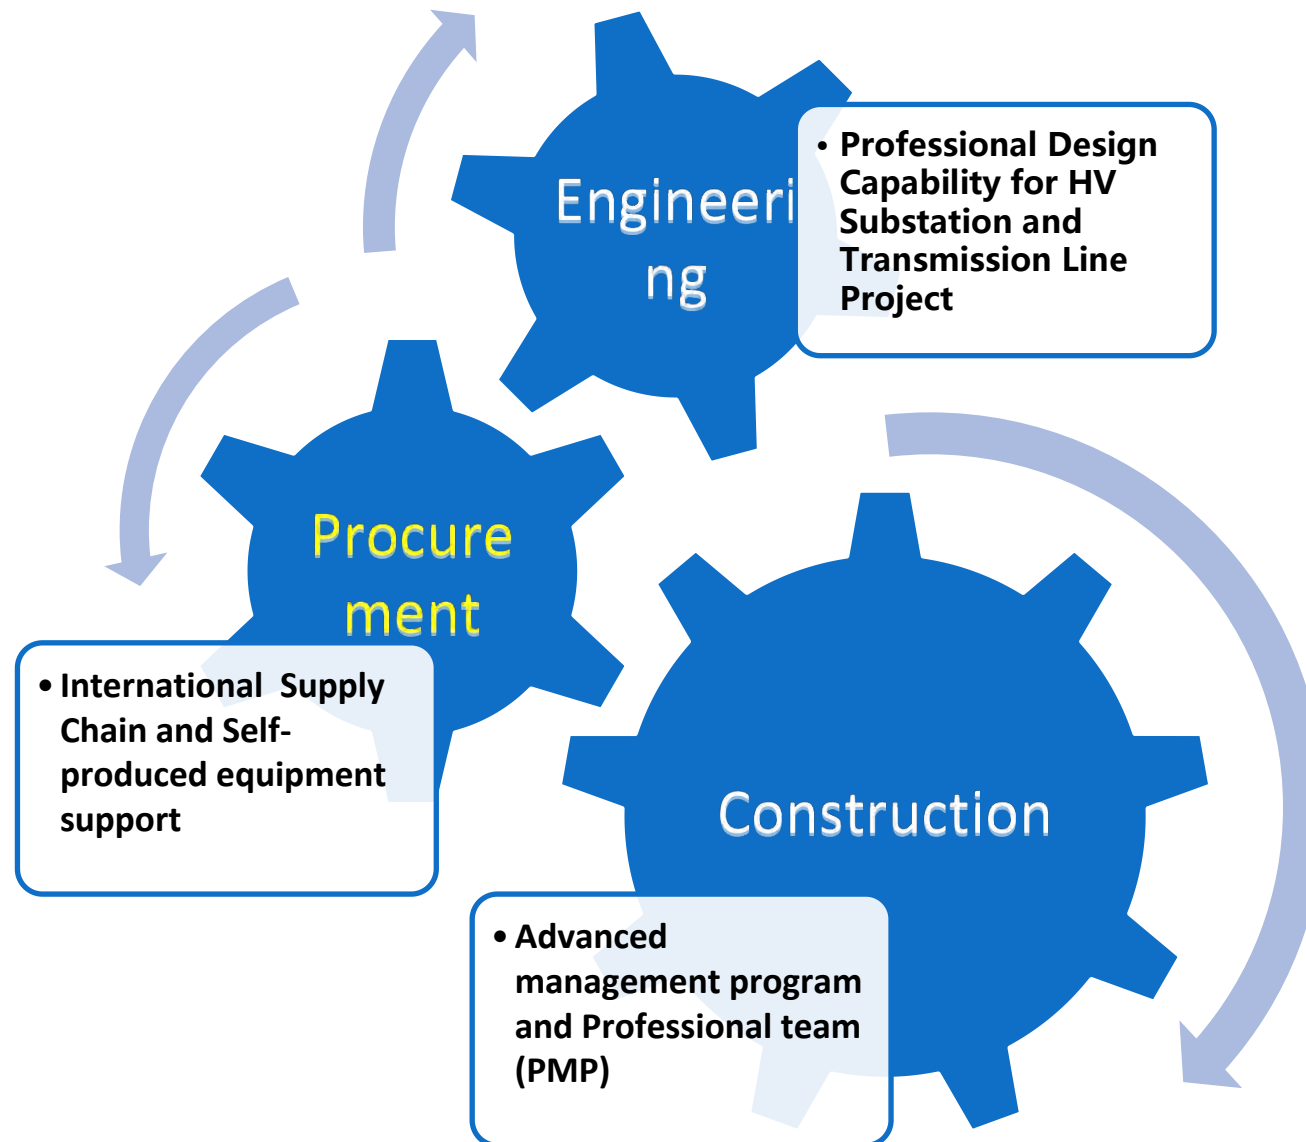 Engineeri
ng
• Professional Design
Capability for HV
Substation and
Transmission Line
Project
Procure
ment
• International  Supply
Chain and Self-
produced equipment
support
Construction
• Advanced
management program
and Professional team
(PMP)